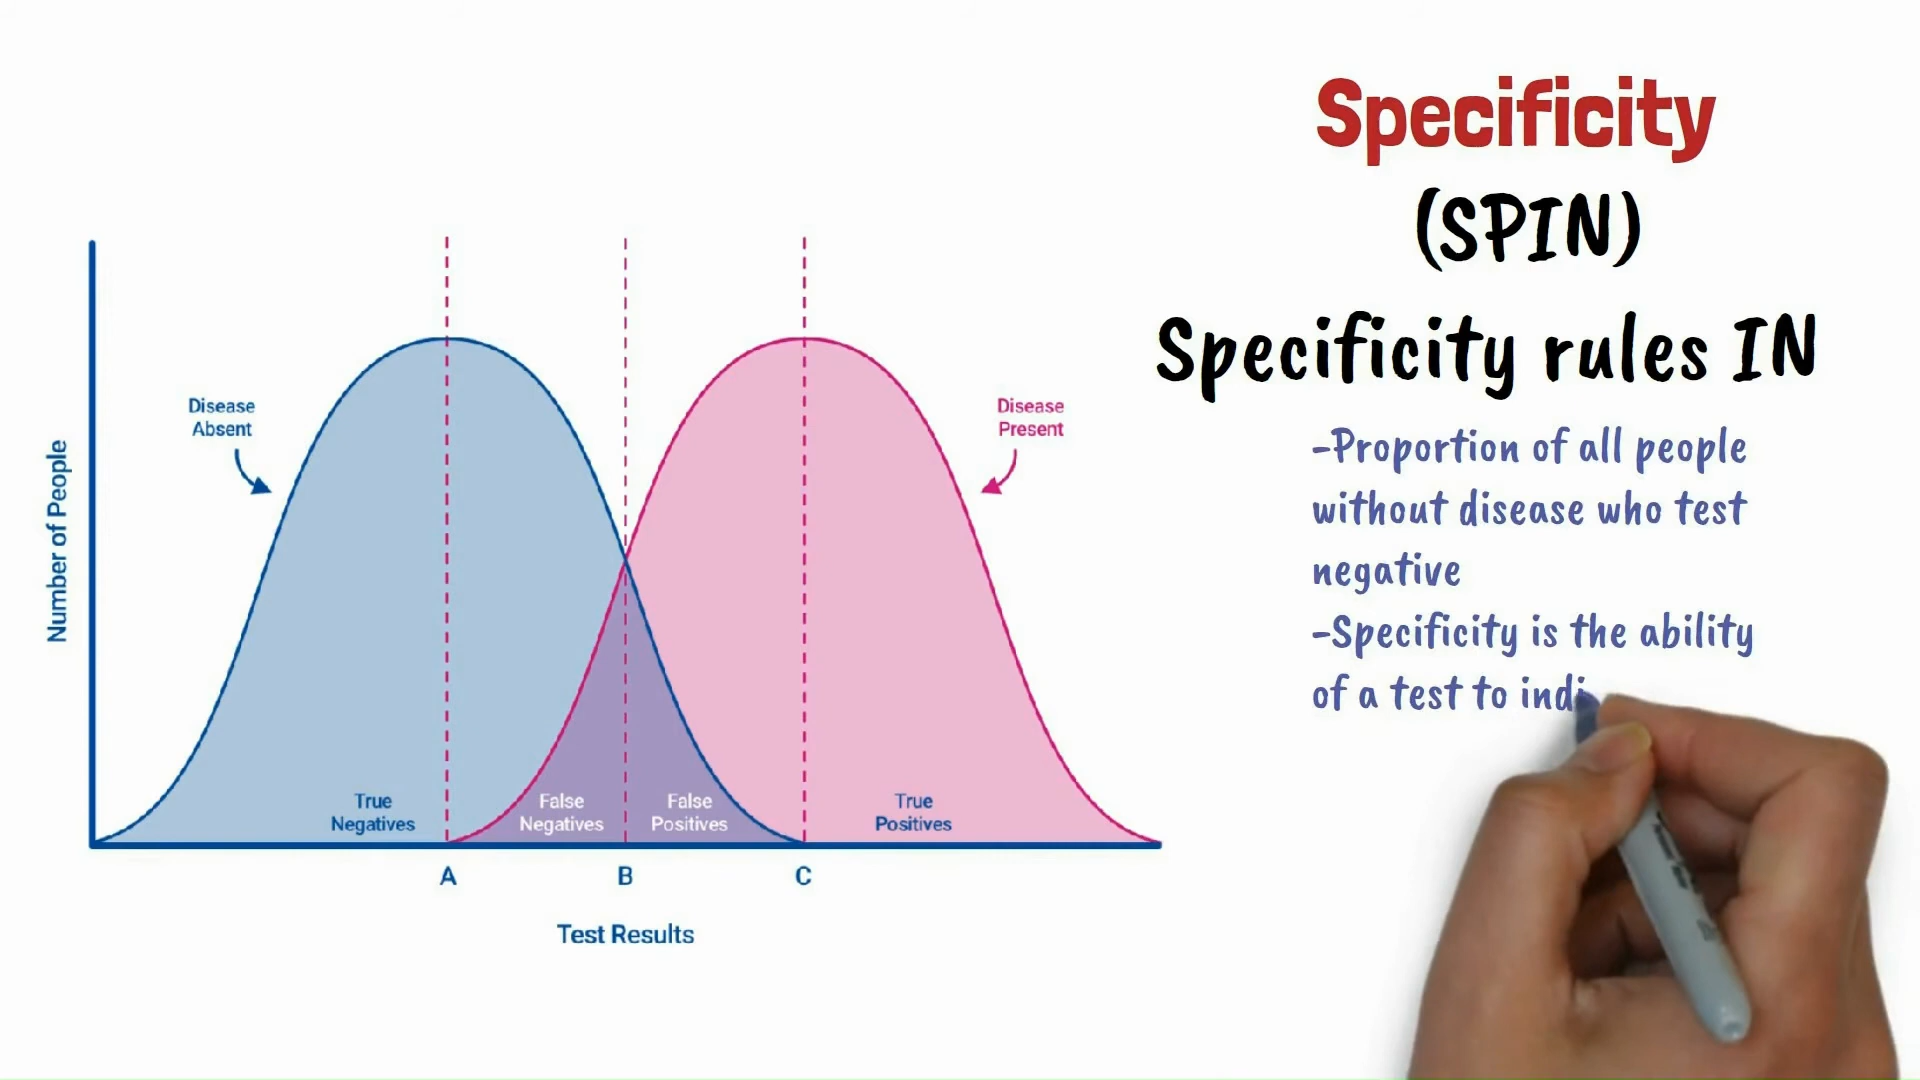 Specificity
(SPIN)
Specificity rules IN
-Proportion of all people
without disease who test
negative
-Specificity is the ability
of a test to indi
Number of People
Disease
Absent
Disease
Present
True
Negatives
False
Negatives
False
Positives
True
Positives
A B C
Test Results